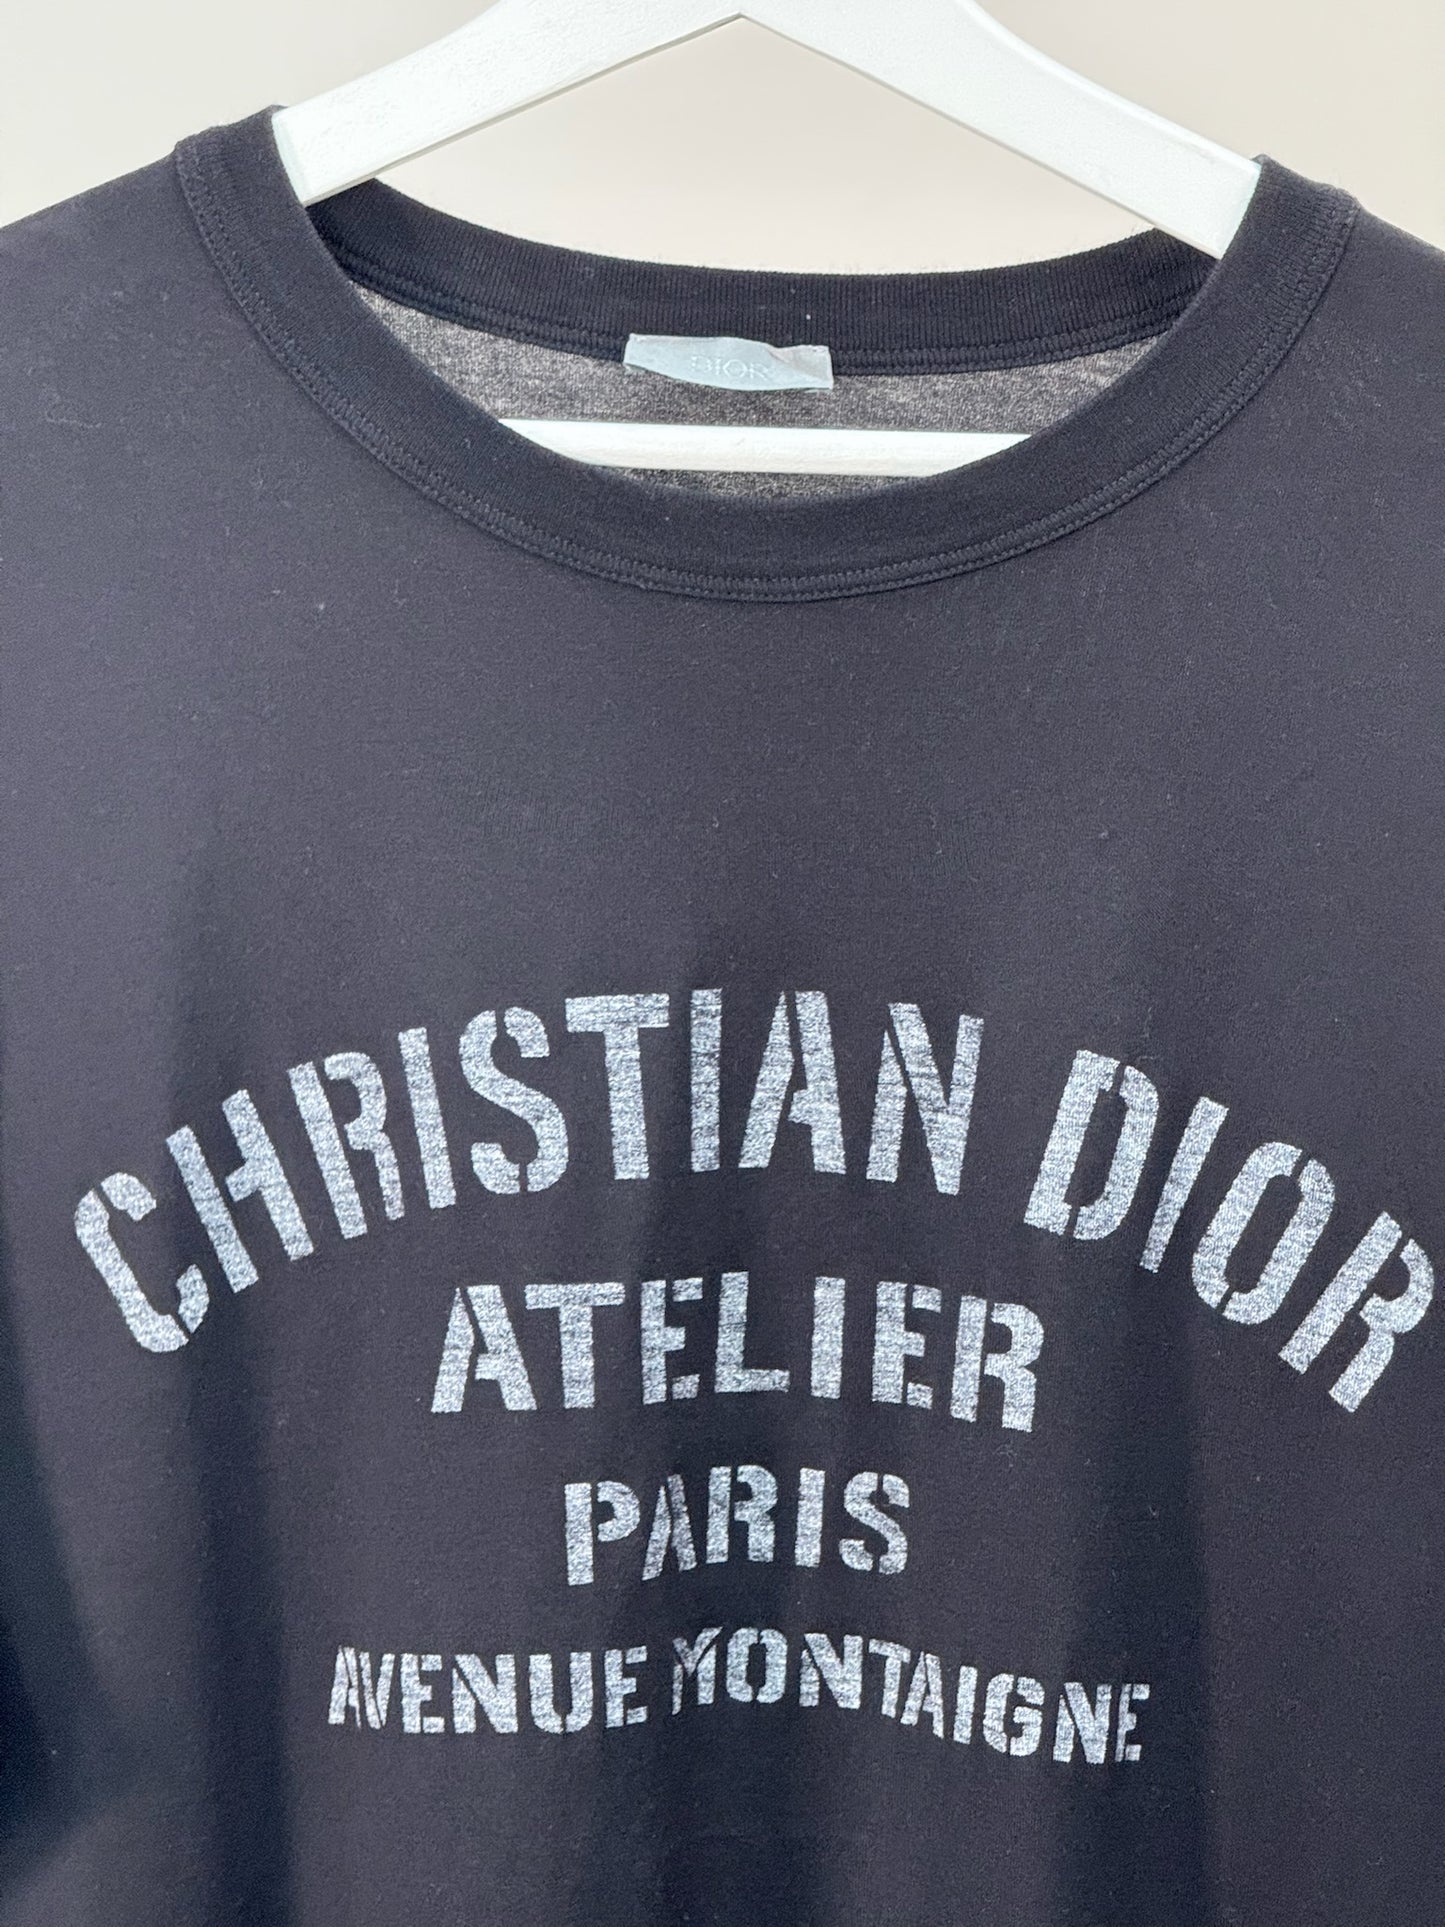 DIOR
CHRISTIAN DIOR
ATELIER
PARIS
AVENUE MONTAIGNE